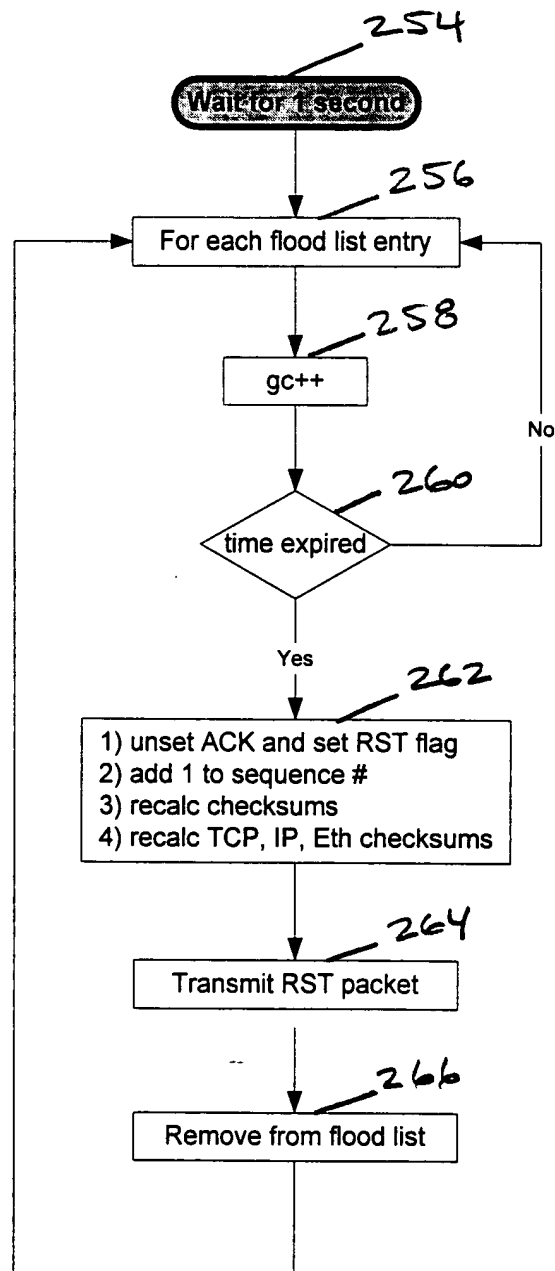 254
Wait for 1 second
256
For each flood list entry
258
gc++
No
260
time expired
Yes
262
1) unset ACK and set RST flag
2) add 1 to sequence #
3) recalc checksums
4) recalc TCP, IP, Eth checksums
264
Transmit RST packet
266
Remove from flood list